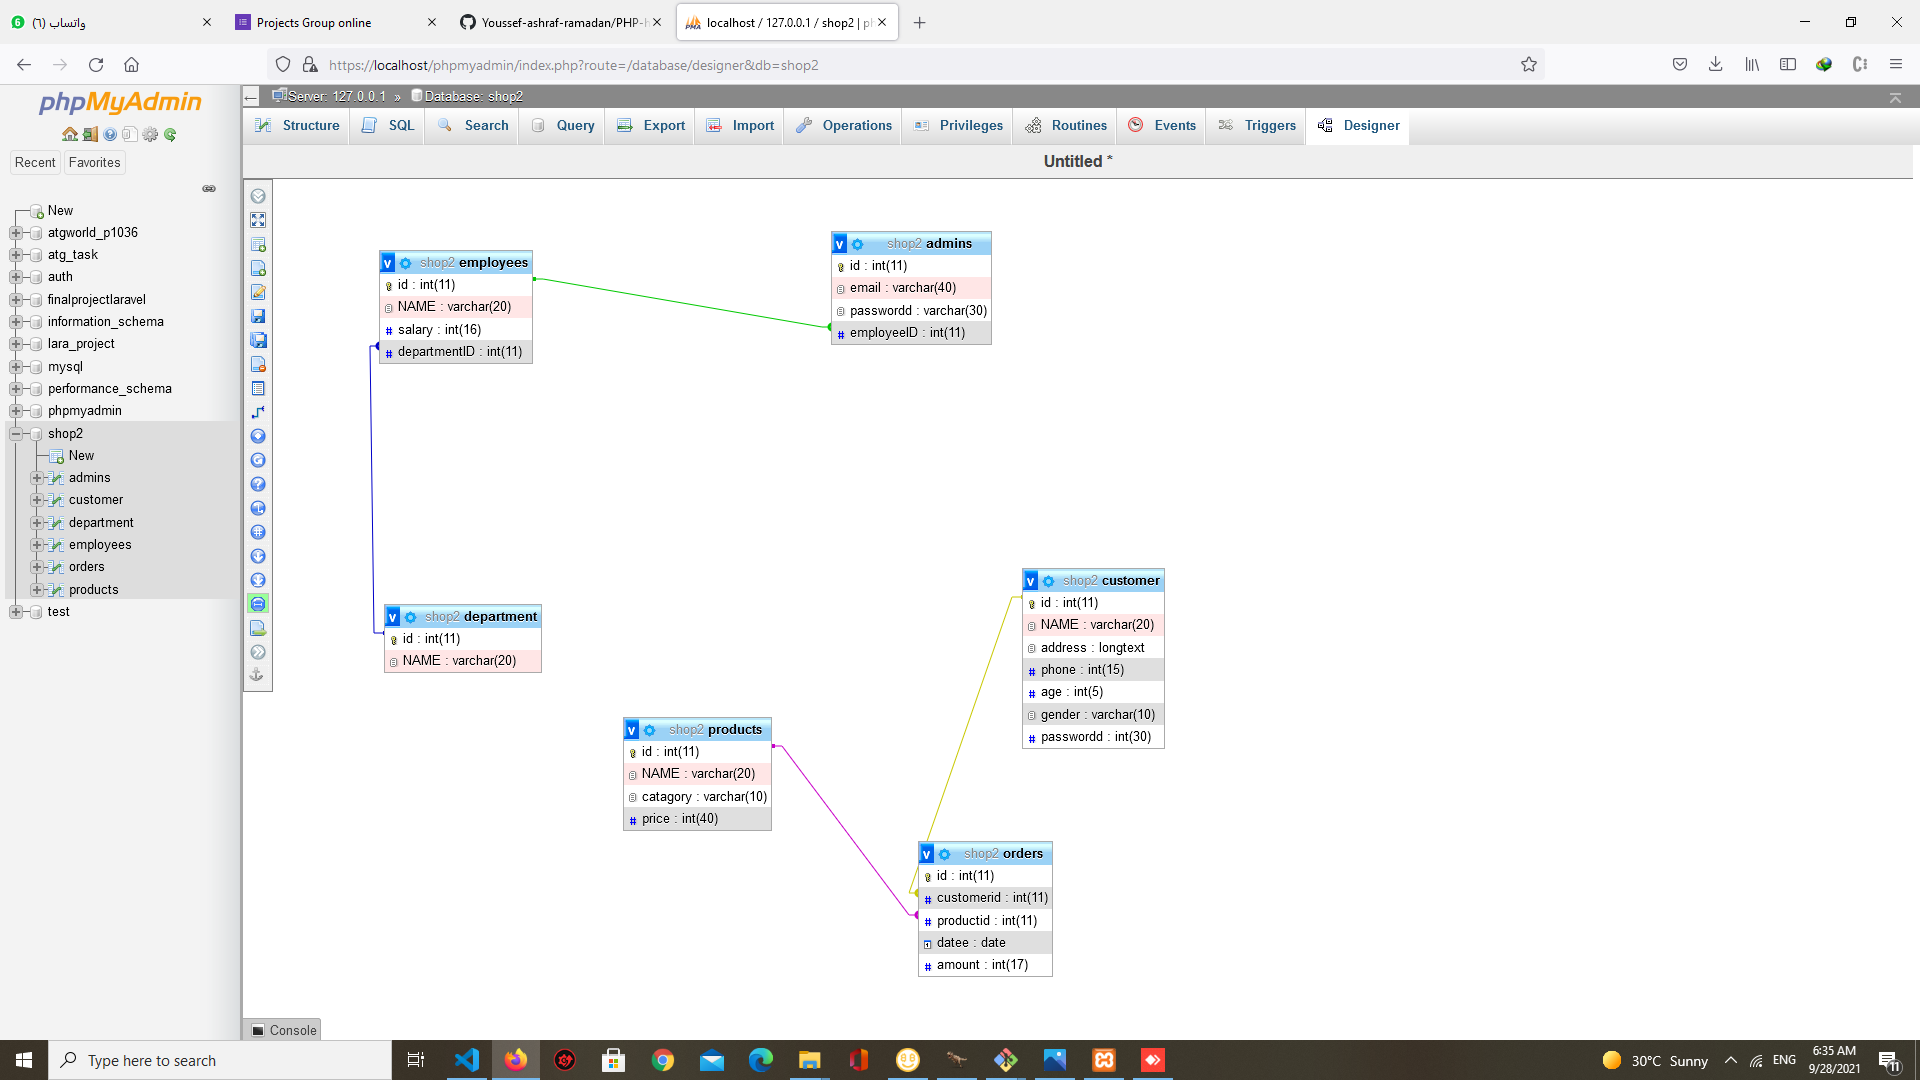 واتساب (٦)
Projects Group online
Youssef-ashraf-ramadan/PHP-h
localhost / 127.0.0.1 / shop2 | ph
https://localhost/phpmyadmin/index.php?route=/database/designer&db=shop2
phpMyAdmin
Recent
Favorites
New
atgworld_p1036
atg_task
auth
finalprojectlaravel
information_schema
lara_project
mysql
performance_schema
phpmyadmin
shop2
New
admins
customer
department
employees
orders
products
test
Server: 127.0.0.1 » Database: shop2
Structure
SQL
Search
Query
Export
Import
Operations
Privileges
Routines
Events
Triggers
Designer
Untitled *
v shop2 employees
id : int(11)
NAME : varchar(20)
salary : int(16)
departmentID : int(11)
v shop2 admins
id : int(11)
email : varchar(40)
passwordd : varchar(30)
employeeID : int(11)
v shop2 department
id : int(11)
NAME : varchar(20)
v shop2 customer
id : int(11)
NAME : varchar(20)
address : longtext
phone : int(15)
age : int(5)
gender : varchar(10)
passwordd : int(30)
v shop2 products
id : int(11)
NAME : varchar(20)
catagory : varchar(10)
price : int(40)
v shop2 orders
id : int(11)
customerid : int(11)
productid : int(11)
datee : date
amount : int(17)
Console
Type here to search
30°C Sunny
ENG
6:35 AM
9/28/2021
11